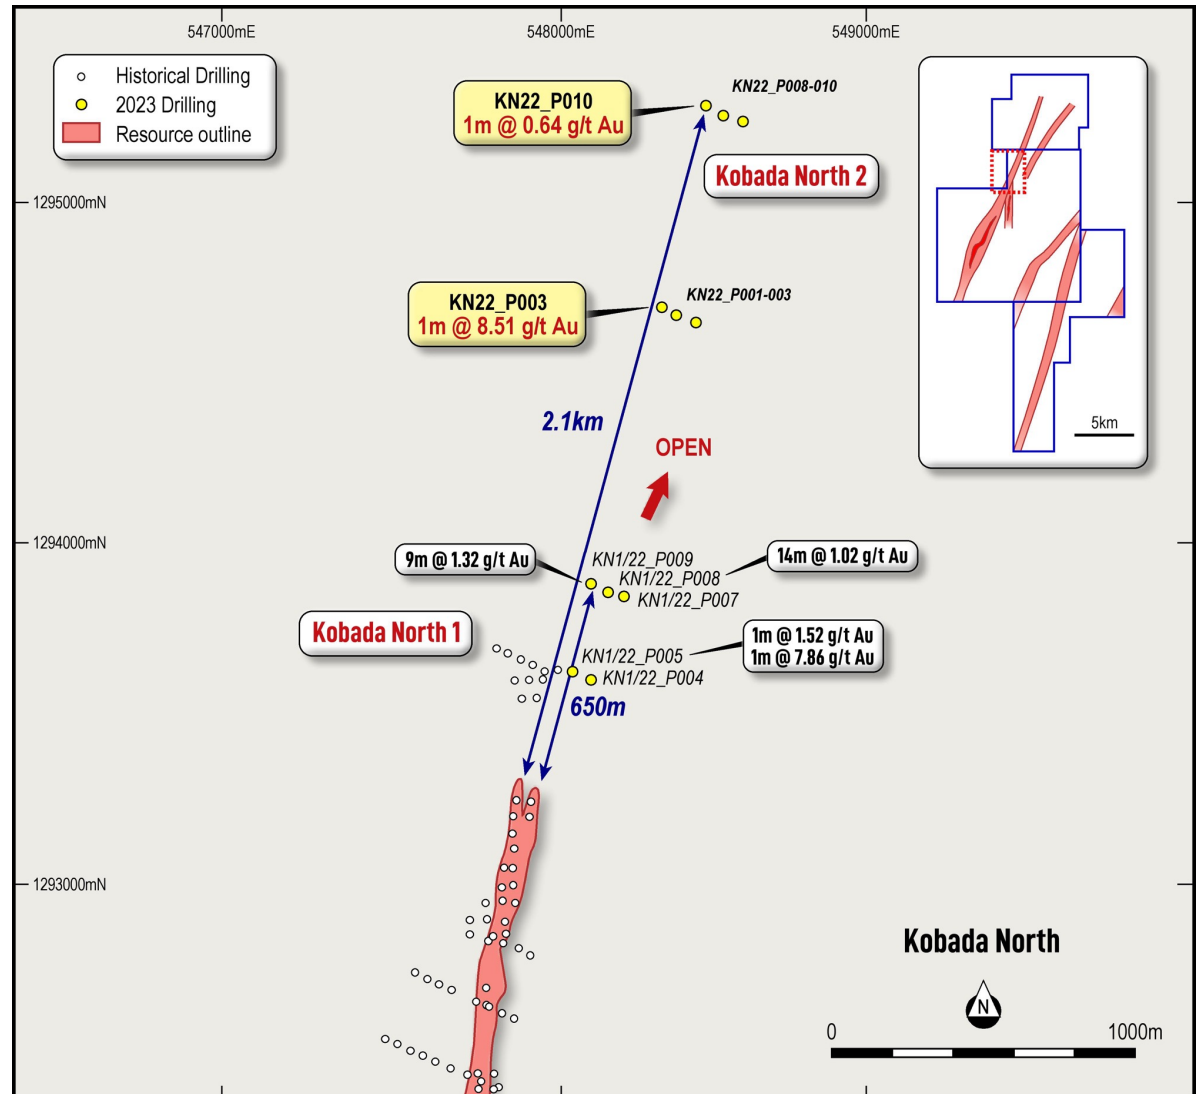 547000mE
548000mE
549000mE
Historical Drilling
2023 Drilling
Resource outline
KN22_P008-010
KN22_P010
1m @ 0.64 g/t Au
Kobada North 2
1295000mN
KN22_P001-003
KN22_P003
1m @ 8.51 g/t Au
2.1km
5km
OPEN
1294000mN
9m @ 1.32 g/t Au
KN1/22_P009
14m @ 1.02 g/t Au
KN1/22_P008
KN1/22_P007
Kobada North 1
1m @ 1.52 g/t Au
1m @ 7.86 g/t Au
KN1/22_P005
KN1/22_P004
650m
1293000mN
Kobada North
N
0
1000m